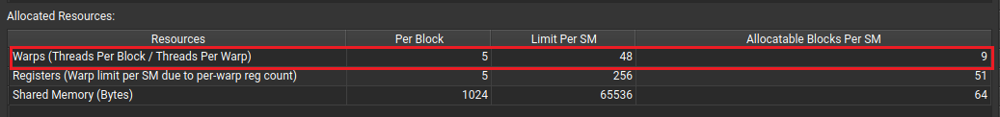 Allocated Resources:
Resources Per Block Limit Per SM Allocatable Blocks Per SM
Warps (Threads Per Block / Threads Per Warp) 5 48 9
Registers (Warp limit per SM due to per-warp reg count) 5 256 51
Shared Memory (Bytes) 1024 65536 64